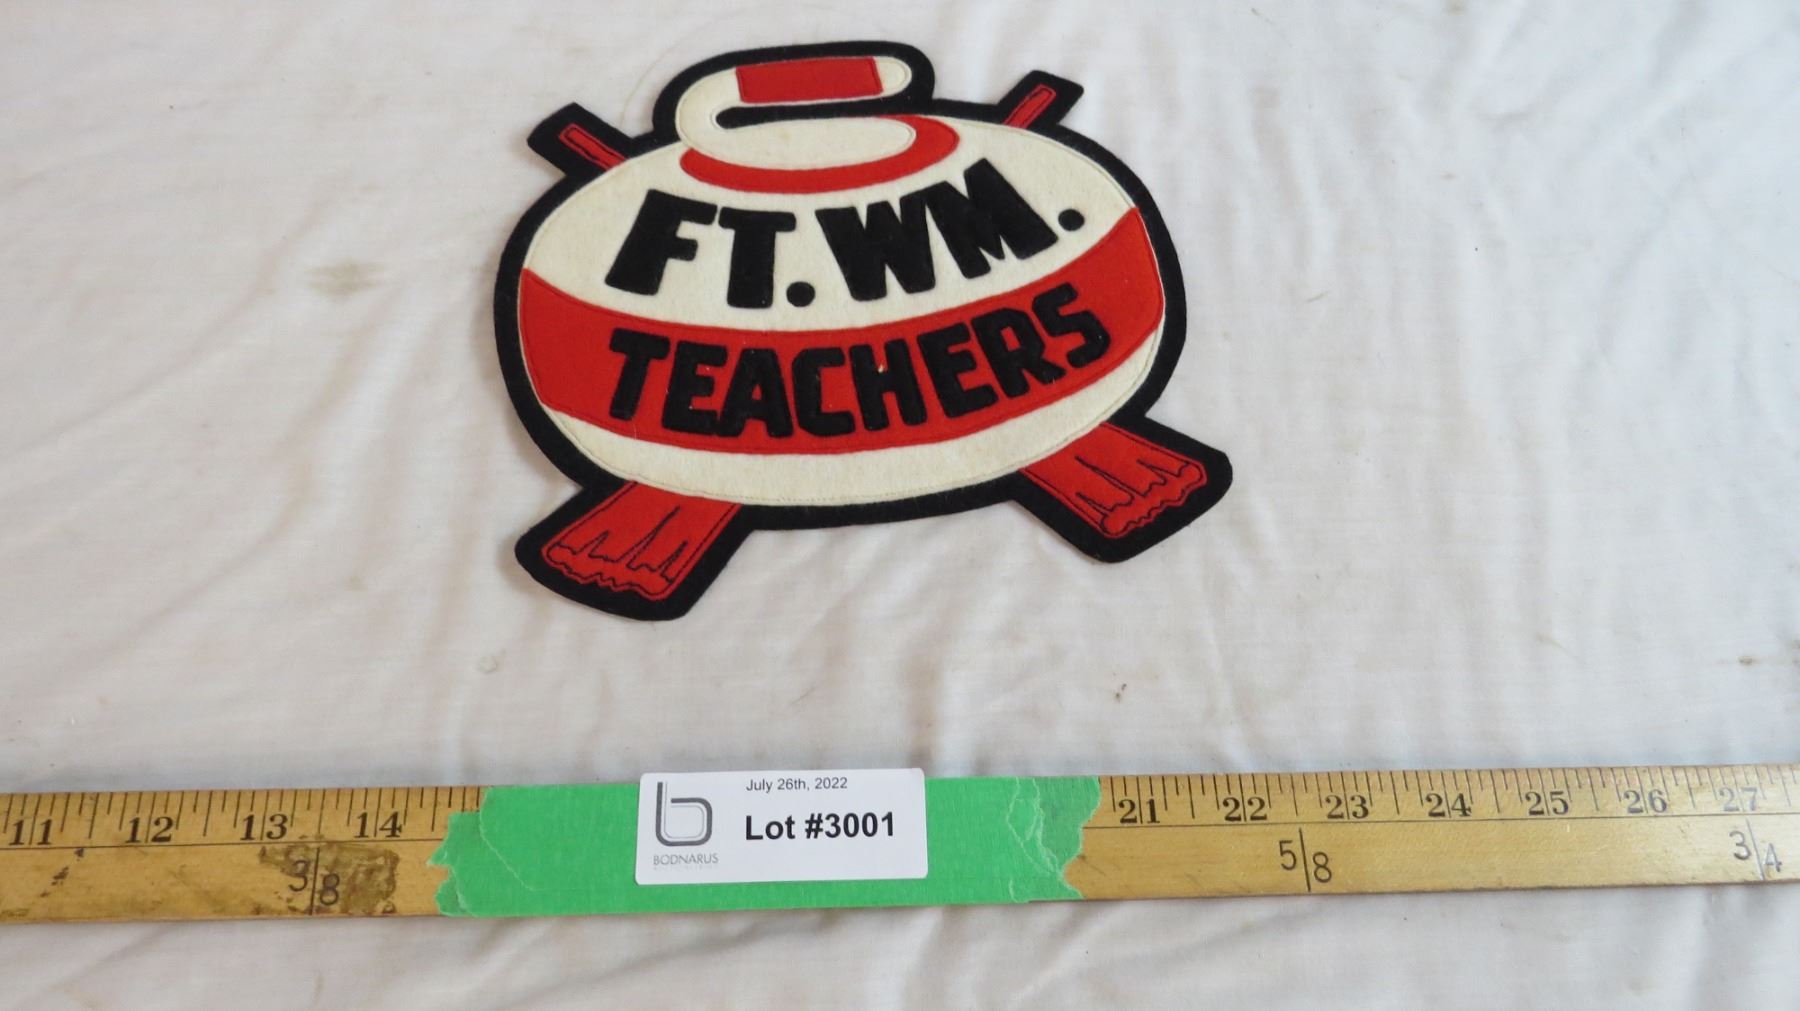 FT. WM.
TEACHERS
July 26th, 2022
Lot #3001
BODNARUS
11 12 13 14 21 22 23 24 25 26 27
3/8 5/8 3/4